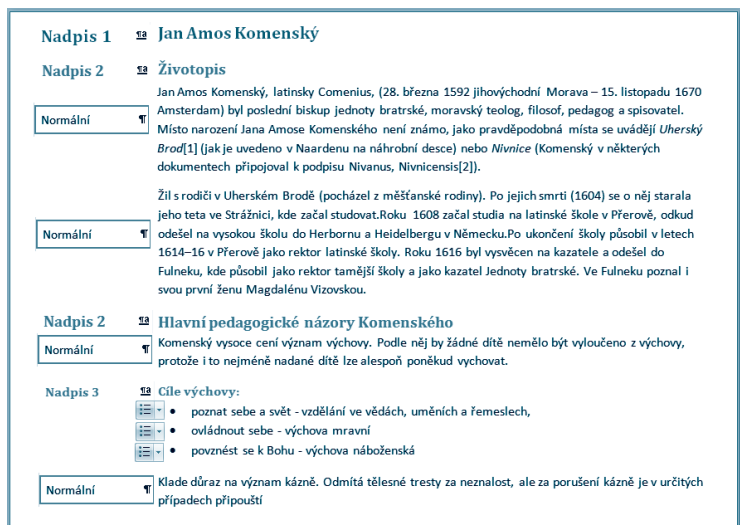 Nadpis 1 ¶a Jan Amos Komenský
Nadpis 2 ¶a Životopis
Jan Amos Komenský, latinsky Comenius, (28. března 1592 jihovýchodní Morava – 15. listopadu 1670
Normální ¶ Amsterdam) byl poslední biskup jednoty bratrské, moravský teolog, filosof, pedagog a spisovatel.
Místo narození Jana Amose Komenského není známo, jako pravděpodobná místa se uvádějí Uherský
Brod[1] (jak je uvedeno v Naardenu na náhrobní desce) nebo Nivnice (Komenský v některých
dokumentech připojoval k podpisu Nivanus, Nivnicensis[2]).
Žil s rodiči v Uherském Brodě (pocházel z měšťanské rodiny). Po jejich smrti (1604) se o něj starala
jeho teta ve Strážnici, kde začal studovat.Roku 1608 začal studia na latinské škole v Přerově, odkud
Normální ¶ odešel na vysokou školu do Herbornu a Heidelbergu v Německu.Po ukončení školy působil v letech
1614–16 v Přerově jako rektor latinské školy. Roku 1616 byl vysvěcen na kazatele a odešel do
Fulneku, kde působil jako rektor tamější školy a jako kazatel Jednoty bratrské. Ve Fulneku poznal i
svou první ženu Magdalénu Vizovskou.
Nadpis 2 ¶a Hlavní pedagogické názory Komenského
Normální ¶ Komenský vysoce cení význam výchovy. Podle něj by žádné dítě nemělo být vyloučeno z výchovy,
protože i to nejméně nadané dítě lze alespoň poněkud vychovat.
Nadpis 3 ¶a Cíle výchovy:
• poznat sebe a svět - vzdělání ve vědách, uměních a řemeslech,
• ovládnout sebe - výchova mravní
• povznést se k Bohu - výchova náboženská
Normální ¶ Klade důraz na význam kázně. Odmítá tělesné tresty za neznalost, ale za porušení kázně je v určitých
případech připouští